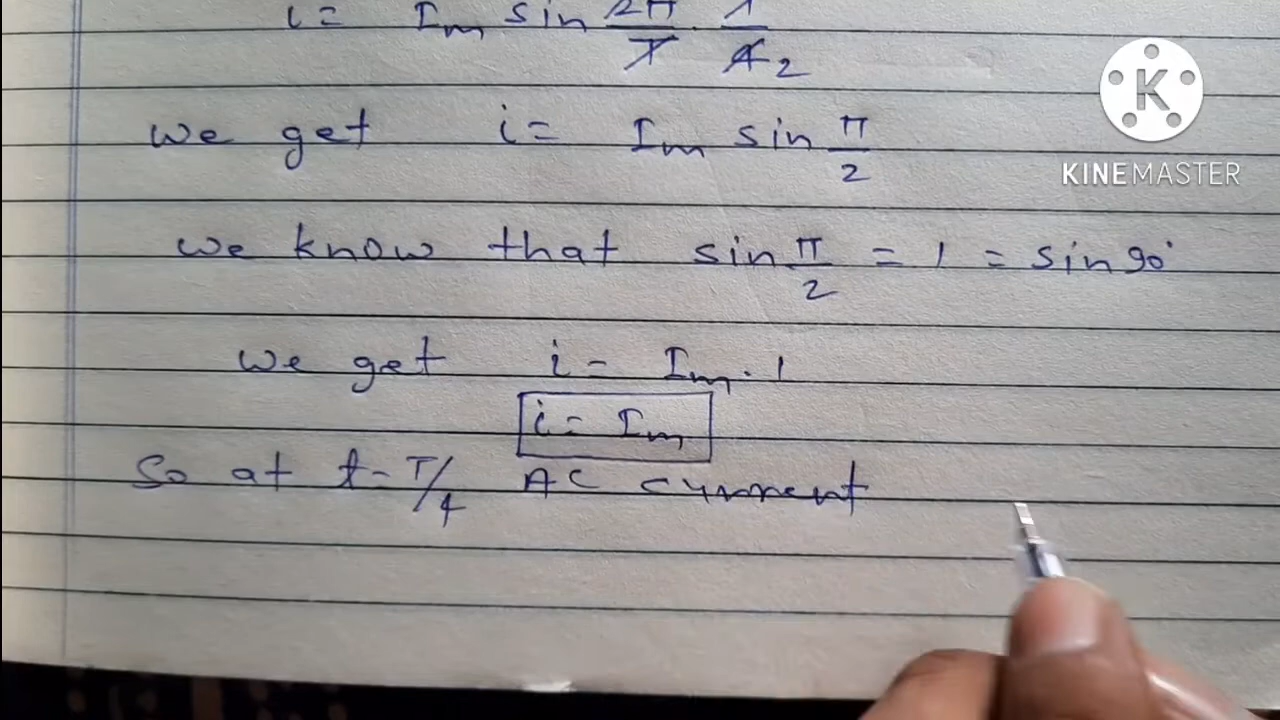 i = Im sin 2π/T · T/4 2
we get i = Im sin π/2
we know that sin π/2 = 1 = sin 90°
we get i = Im · 1
i = Im
So at t = T/4 AC current
K
KINEMASTER